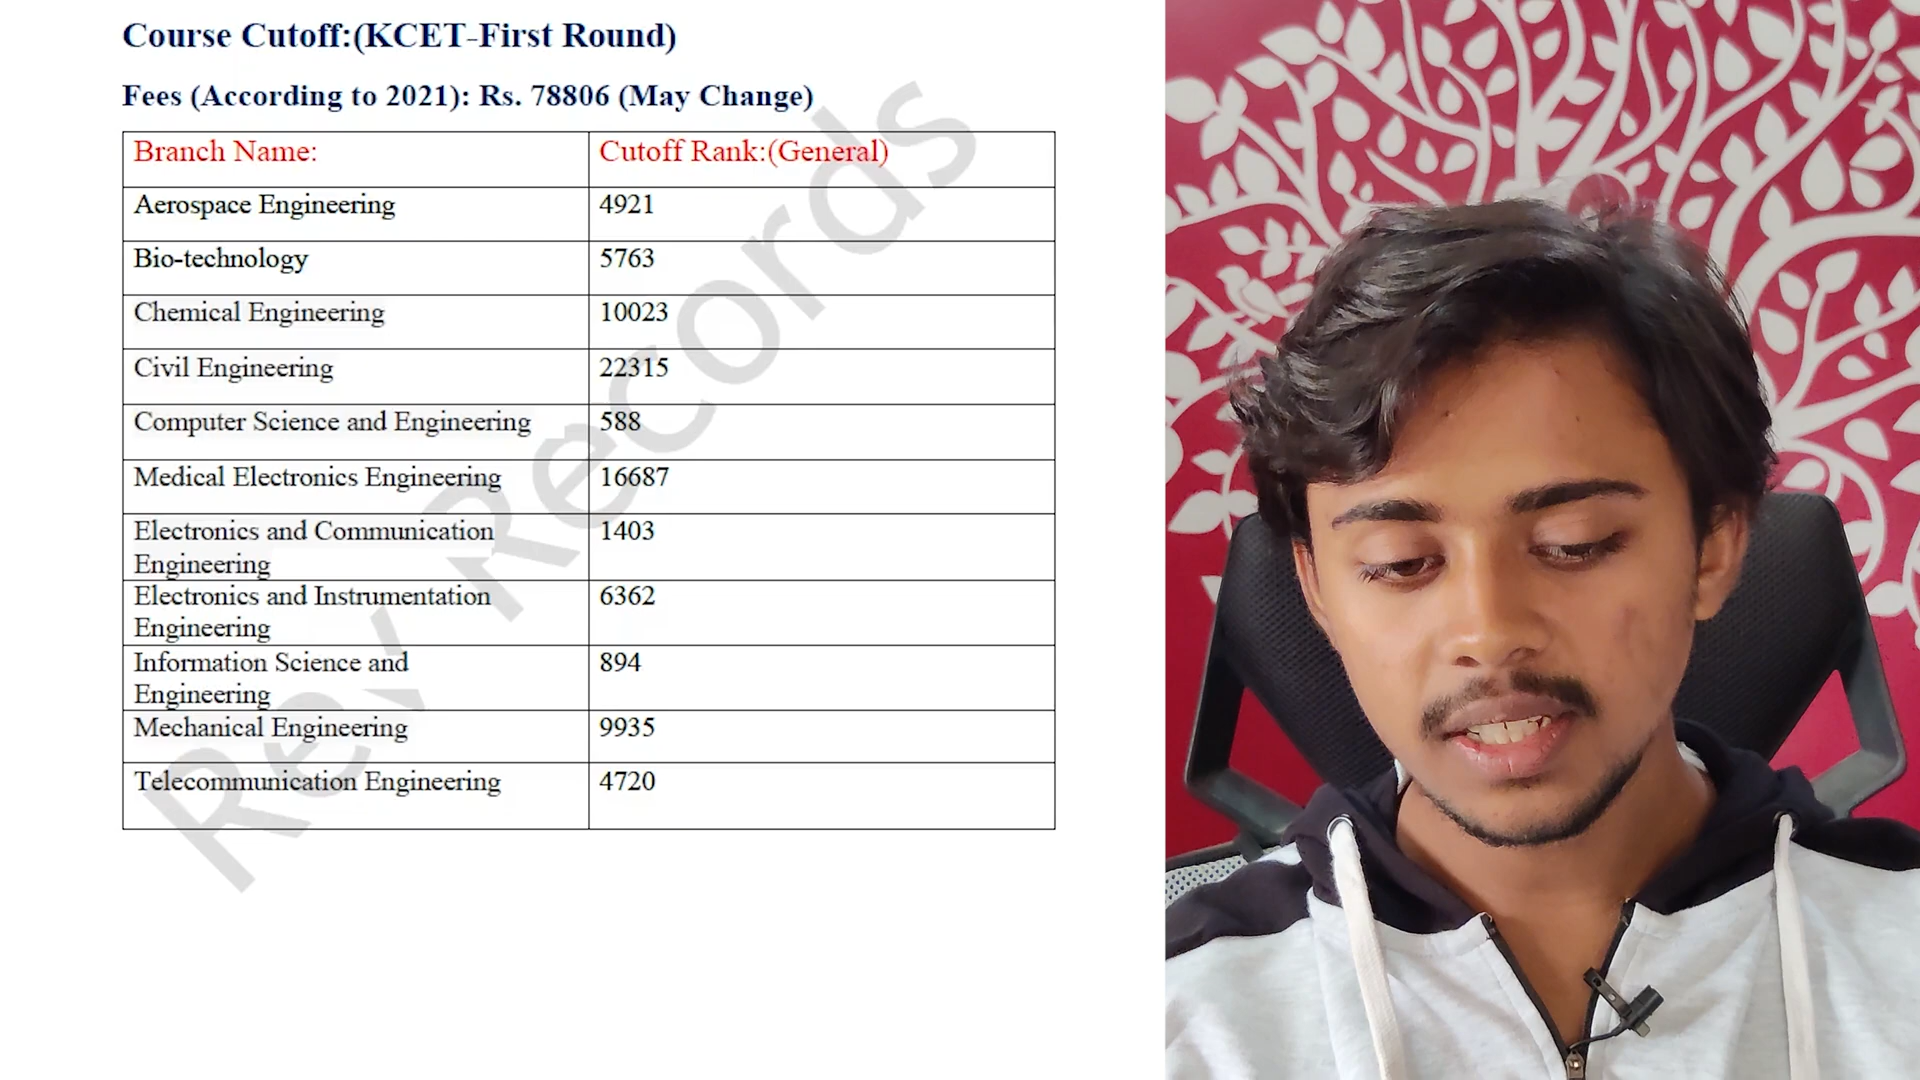 Course Cutoff:(KCET-First Round)
Fees (According to 2021): Rs. 78806 (May Change)
Branch Name: Cutoff Rank:(General)
Aerospace Engineering 4921
Bio-technology 5763
Chemical Engineering 10023
Civil Engineering 22315
Computer Science and Engineering 588
Medical Electronics Engineering 16687
Electronics and Communication 1403
Engineering
Electronics and Instrumentation 6362
Engineering
Information Science and 894
Engineering
Mechanical Engineering 9935
Telecommunication Engineering 4720
Rev Records